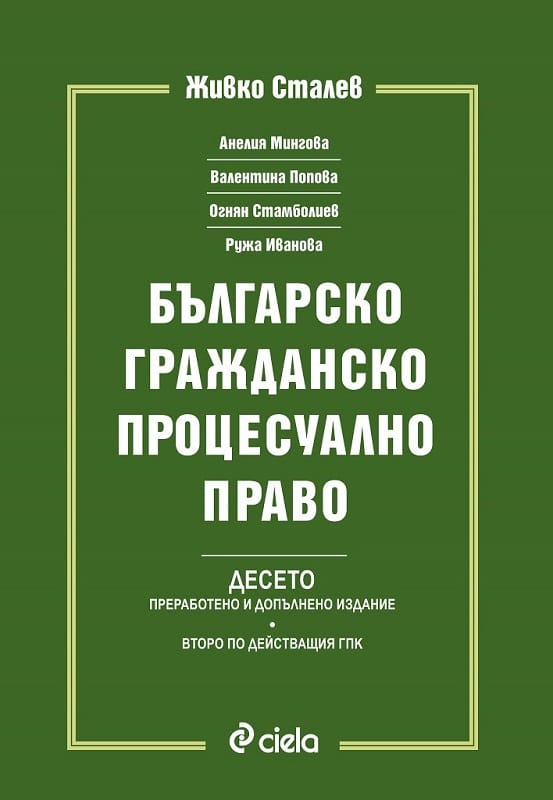 Живко Сталев
Анелия Мингова
Валентина Попова
Огнян Стамболиев
Ружа Иванова
БЪЛГАРСКО
ГРАЖДАНСКО
ПРОЦЕСУАЛНО
ПРАВО
ДЕСЕТО
ПРЕРАБОТЕНО И ДОПЪЛНЕНО ИЗДАНИЕ
•
ВТОРО ПО ДЕЙСТВАЩИЯ ГПК
ciela